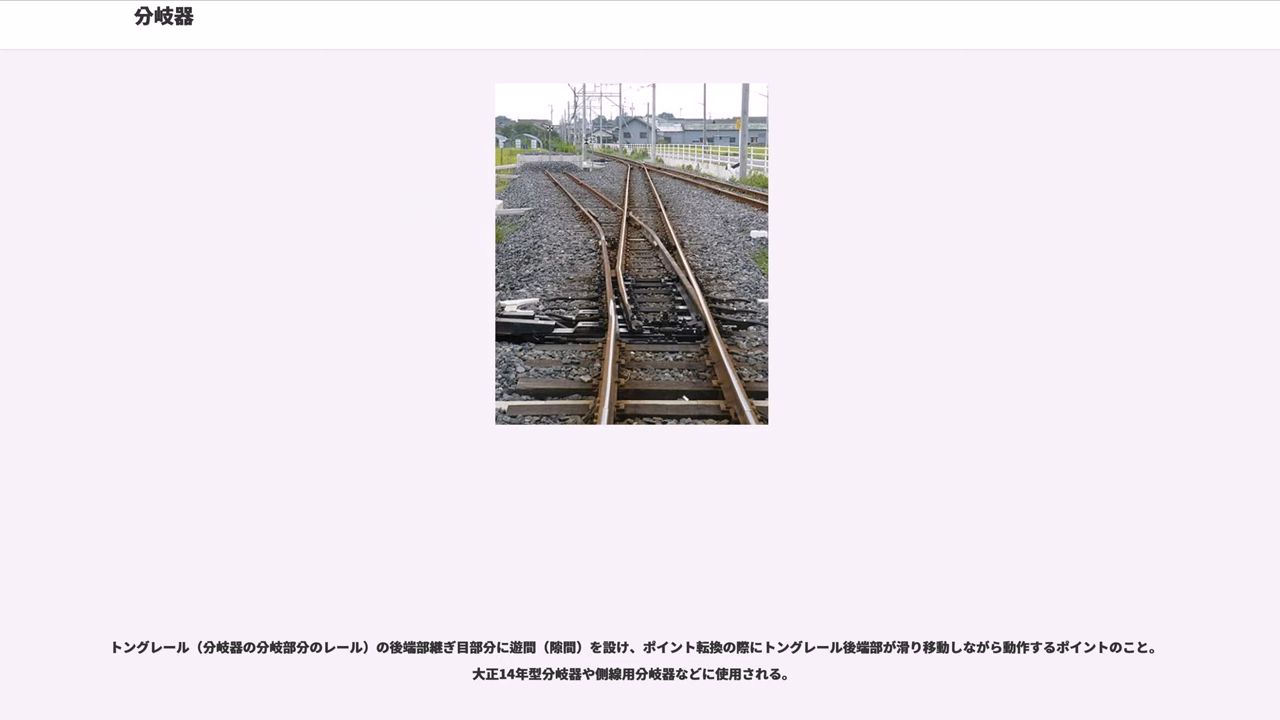 分岐器
トングレール（分岐器の分岐部分のレール）の後端部継ぎ目部分に遊間（隙間）を設け、ポイント転換の際にトングレール後端部が滑り移動しながら動作するポイントのこと。
大正14年型分岐器や側線用分岐器などに使用される。